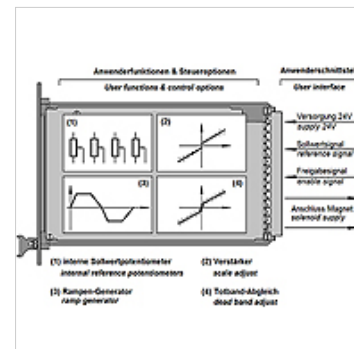 Anwenderfunktionen & Steueroptionen
User functions & control options
Anwenderschnittstel
User interface
(1)
(2)
(3)
(4)
Versorgung 24V
supply 24V
Sollwertsignal
reference signal
Freigabesignal
enable signal
Anschluss Magnet
solenoid supply
(1) interne Sollwertpotentiometer
internal reference potentiometers
(2) Verstärker
scale adjust
(3) Rampen-Generator
ramp generator
(4) Totband-Abgleich
dead band adjust